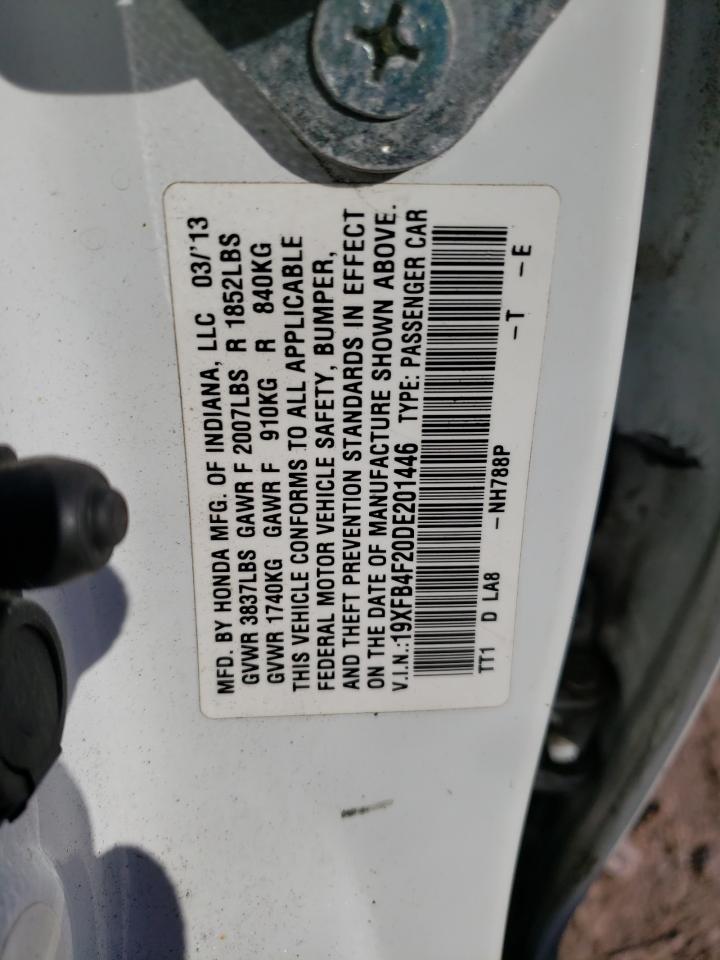 MFD. BY HONDA MFG. OF INDIANA, LLC 03/'13
GVWR 3837LBS GAWR F 2007LBS R 1852LBS
GVWR 1740KG GAWR F 910KG R 840KG
THIS VEHICLE CONFORMS TO ALL APPLICABLE
FEDERAL MOTOR VEHICLE SAFETY, BUMPER,
AND THEFT PREVENTION STANDARDS IN EFFECT
ON THE DATE OF MANUFACTURE SHOWN ABOVE.
V.I.N.: 19XFB4F20DE201446 TYPE: PASSENGER CAR
TT1 D LA8 -NH788P -T -E